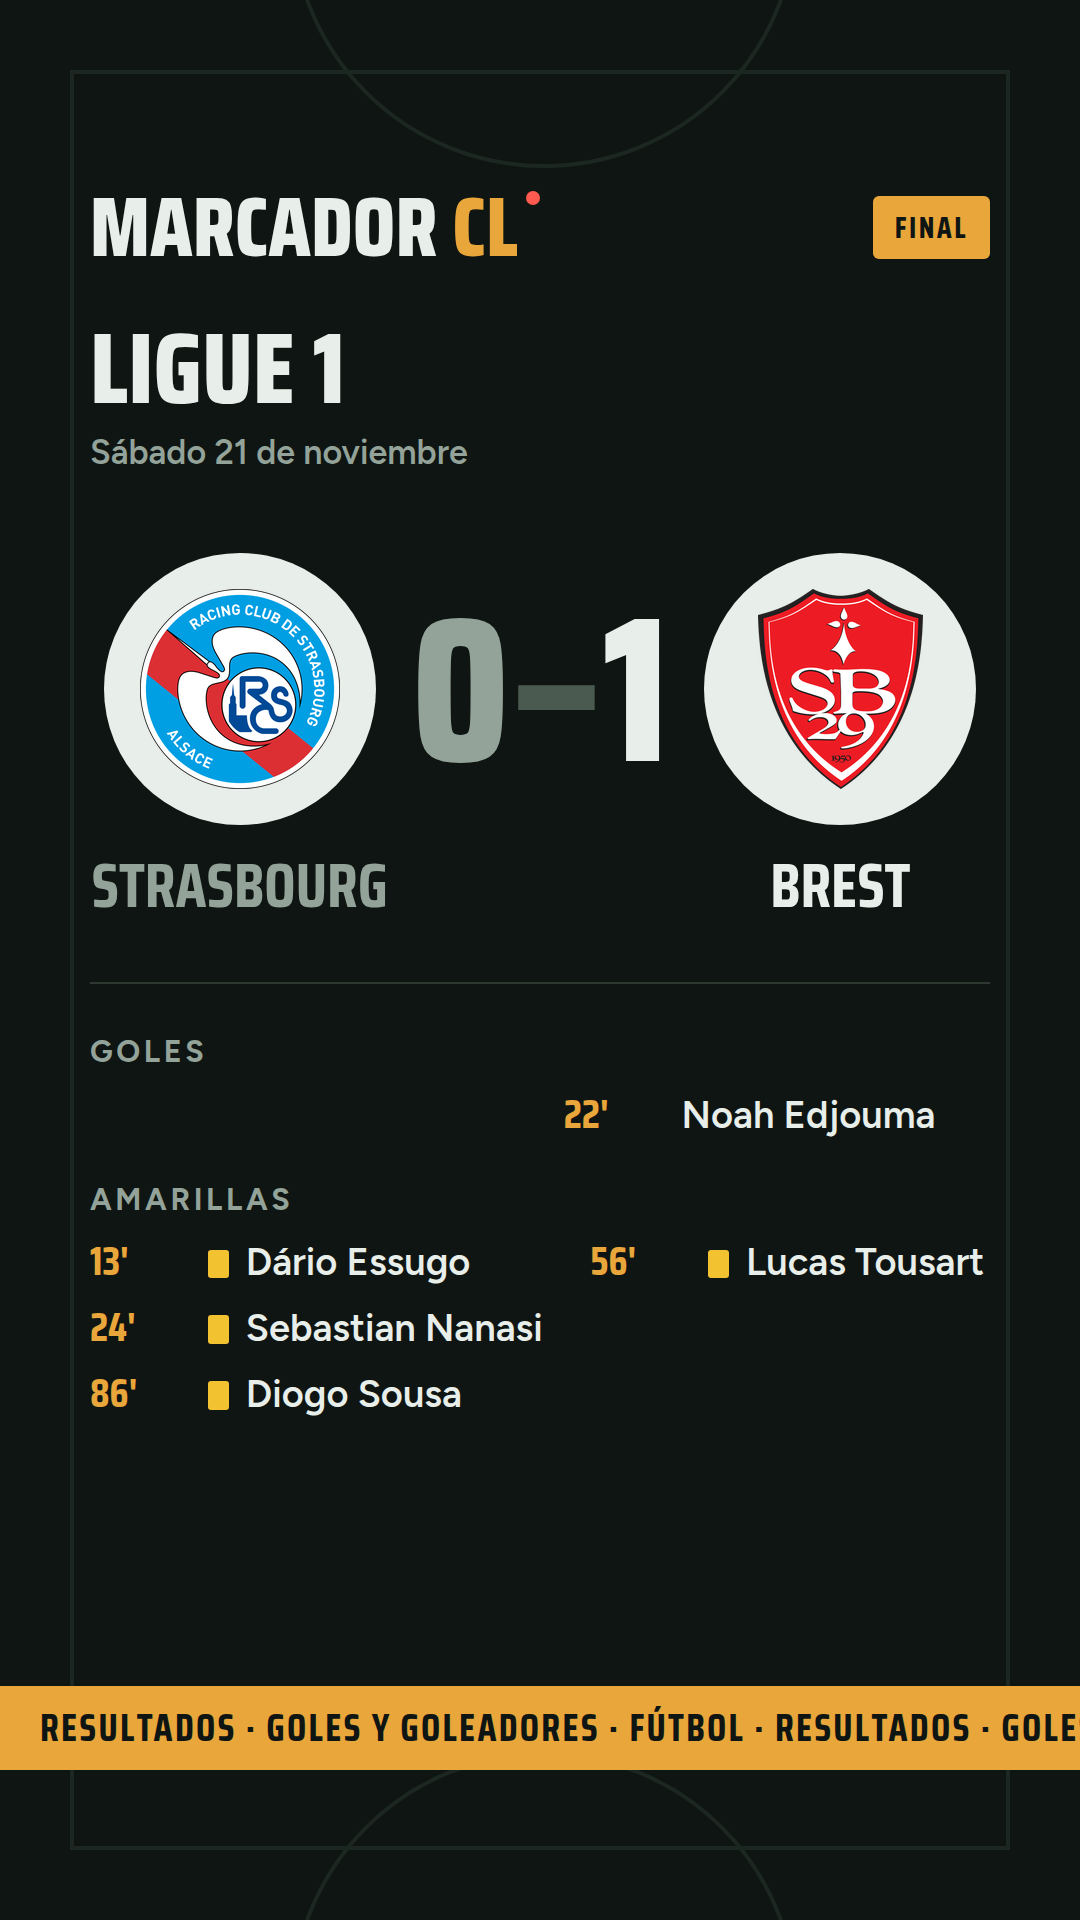 MARCADOR CL
FINAL
LIGUE 1
Sábado 21 de noviembre
RACING CLUB DE STRASBOURG
ALSACE
RCS
0–1
SB
29
1950
STRASBOURG
BREST
GOLES
22' Noah Edjouma
AMARILLAS
13' Dário Essugo
56' Lucas Tousart
24' Sebastian Nanasi
86' Diogo Sousa
RESULTADOS · GOLES Y GOLEADORES · FÚTBOL · RESULTADOS · GOLES